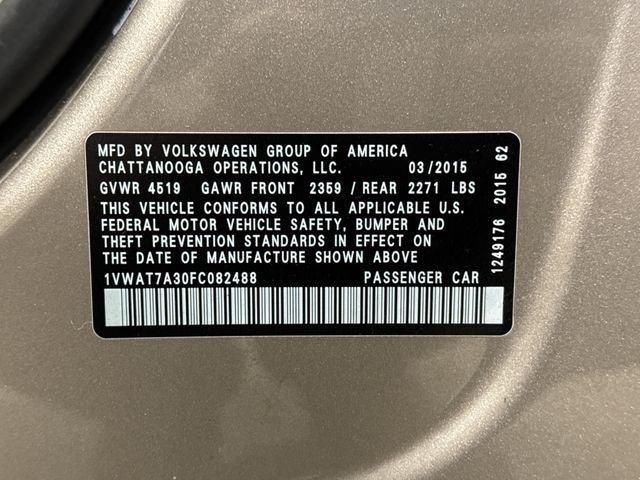 MFD BY VOLKSWAGEN GROUP OF AMERICA
CHATTANOOGA OPERATIONS, LLC. 03/2015
GVWR 4519 GAWR FRONT 2359 / REAR 2271 LBS
THIS VEHICLE CONFORMS TO ALL APPLICABLE U.S.
FEDERAL MOTOR VEHICLE SAFETY, BUMPER AND
THEFT PREVENTION STANDARDS IN EFFECT ON
THE DATE OF MANUFACTURE SHOWN ABOVE
1VWAT7A30FC082488 PASSENGER CAR
1249176 2015 62